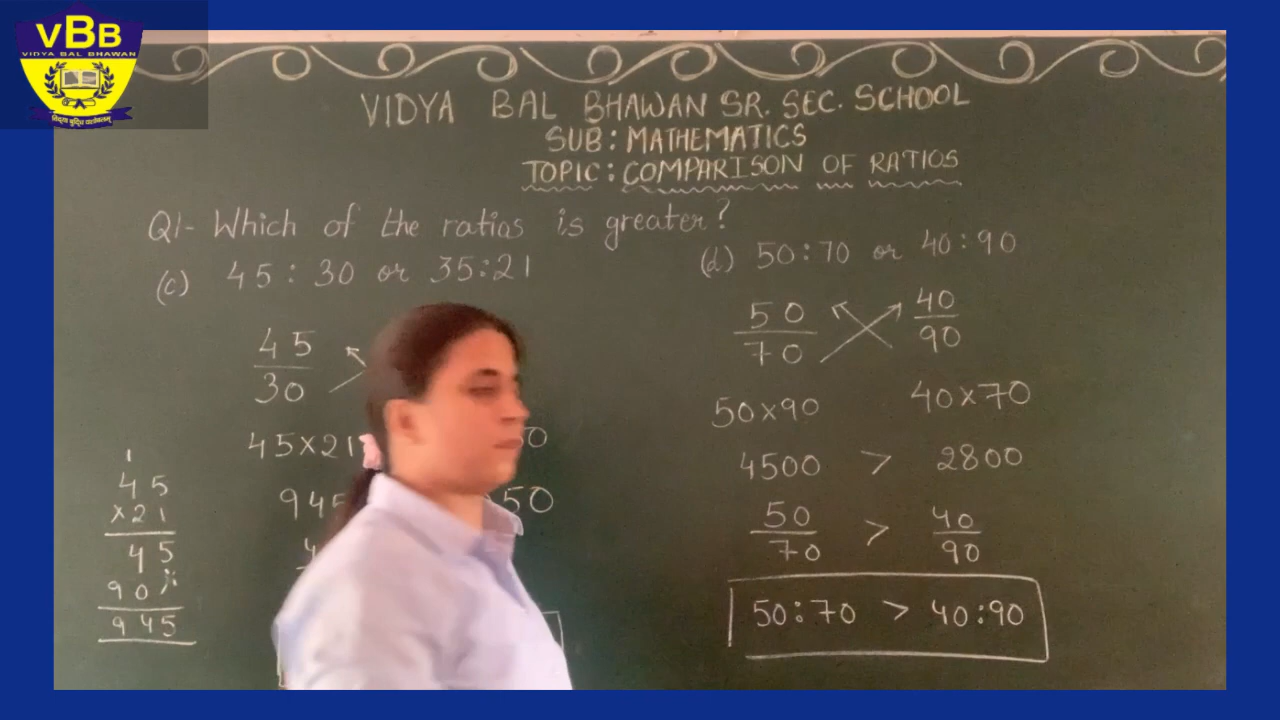 VBB
VIDYA BAL BHAWAN
VIDYA BAL BHAWAN SR. SEC. SCHOOL
SUB : MATHEMATICS
TOPIC : COMPARISON OF RATIOS
Q1- Which of the ratios is greater?
(c) 45 : 30 or 35:21
45
30
45×21
945
50
1
45
×21
45
90
945
(d) 50:70 or 40:90
50 40
70 90
50×90 40×70
4500 > 2800
50 > 40
70 90
50:70 > 40:90